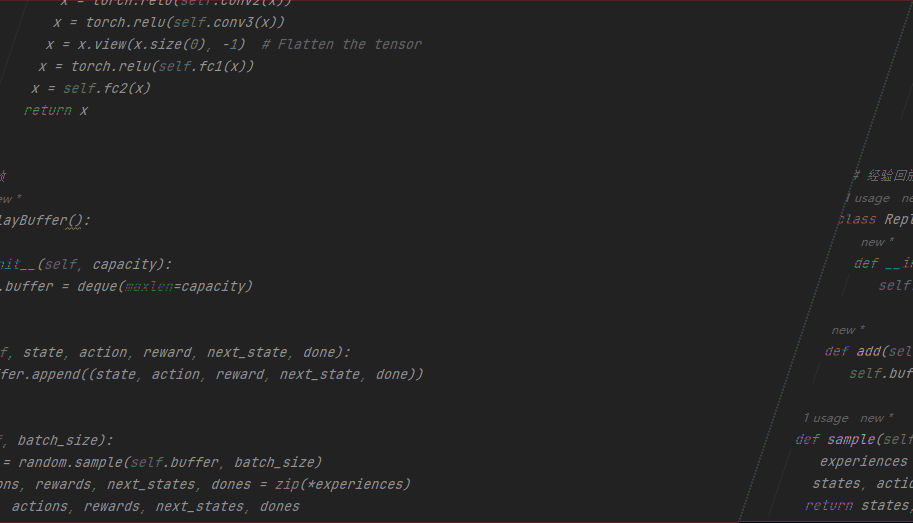 x = torch.relu(self.conv2(x))
x = torch.relu(self.conv3(x))
x = x.view(x.size(0), -1)  # Flatten the tensor
x = torch.relu(self.fc1(x))
x = self.fc2(x)
return x
ew *
layBuffer():
nit__(self, capacity):
.buffer = deque(maxlen=capacity)
f, state, action, reward, next_state, done):
fer.append((state, action, reward, next_state, done))
, batch_size):
= random.sample(self.buffer, batch_size)
ons, rewards, next_states, dones = zip(*experiences)
actions, rewards, next_states, dones
# 经验回放
1 usage  ne
class Repl
new *
def __in
self
new *
def add(sel
self.buf
1 usage  new *
def sample(self
experiences
states, actio
return states,